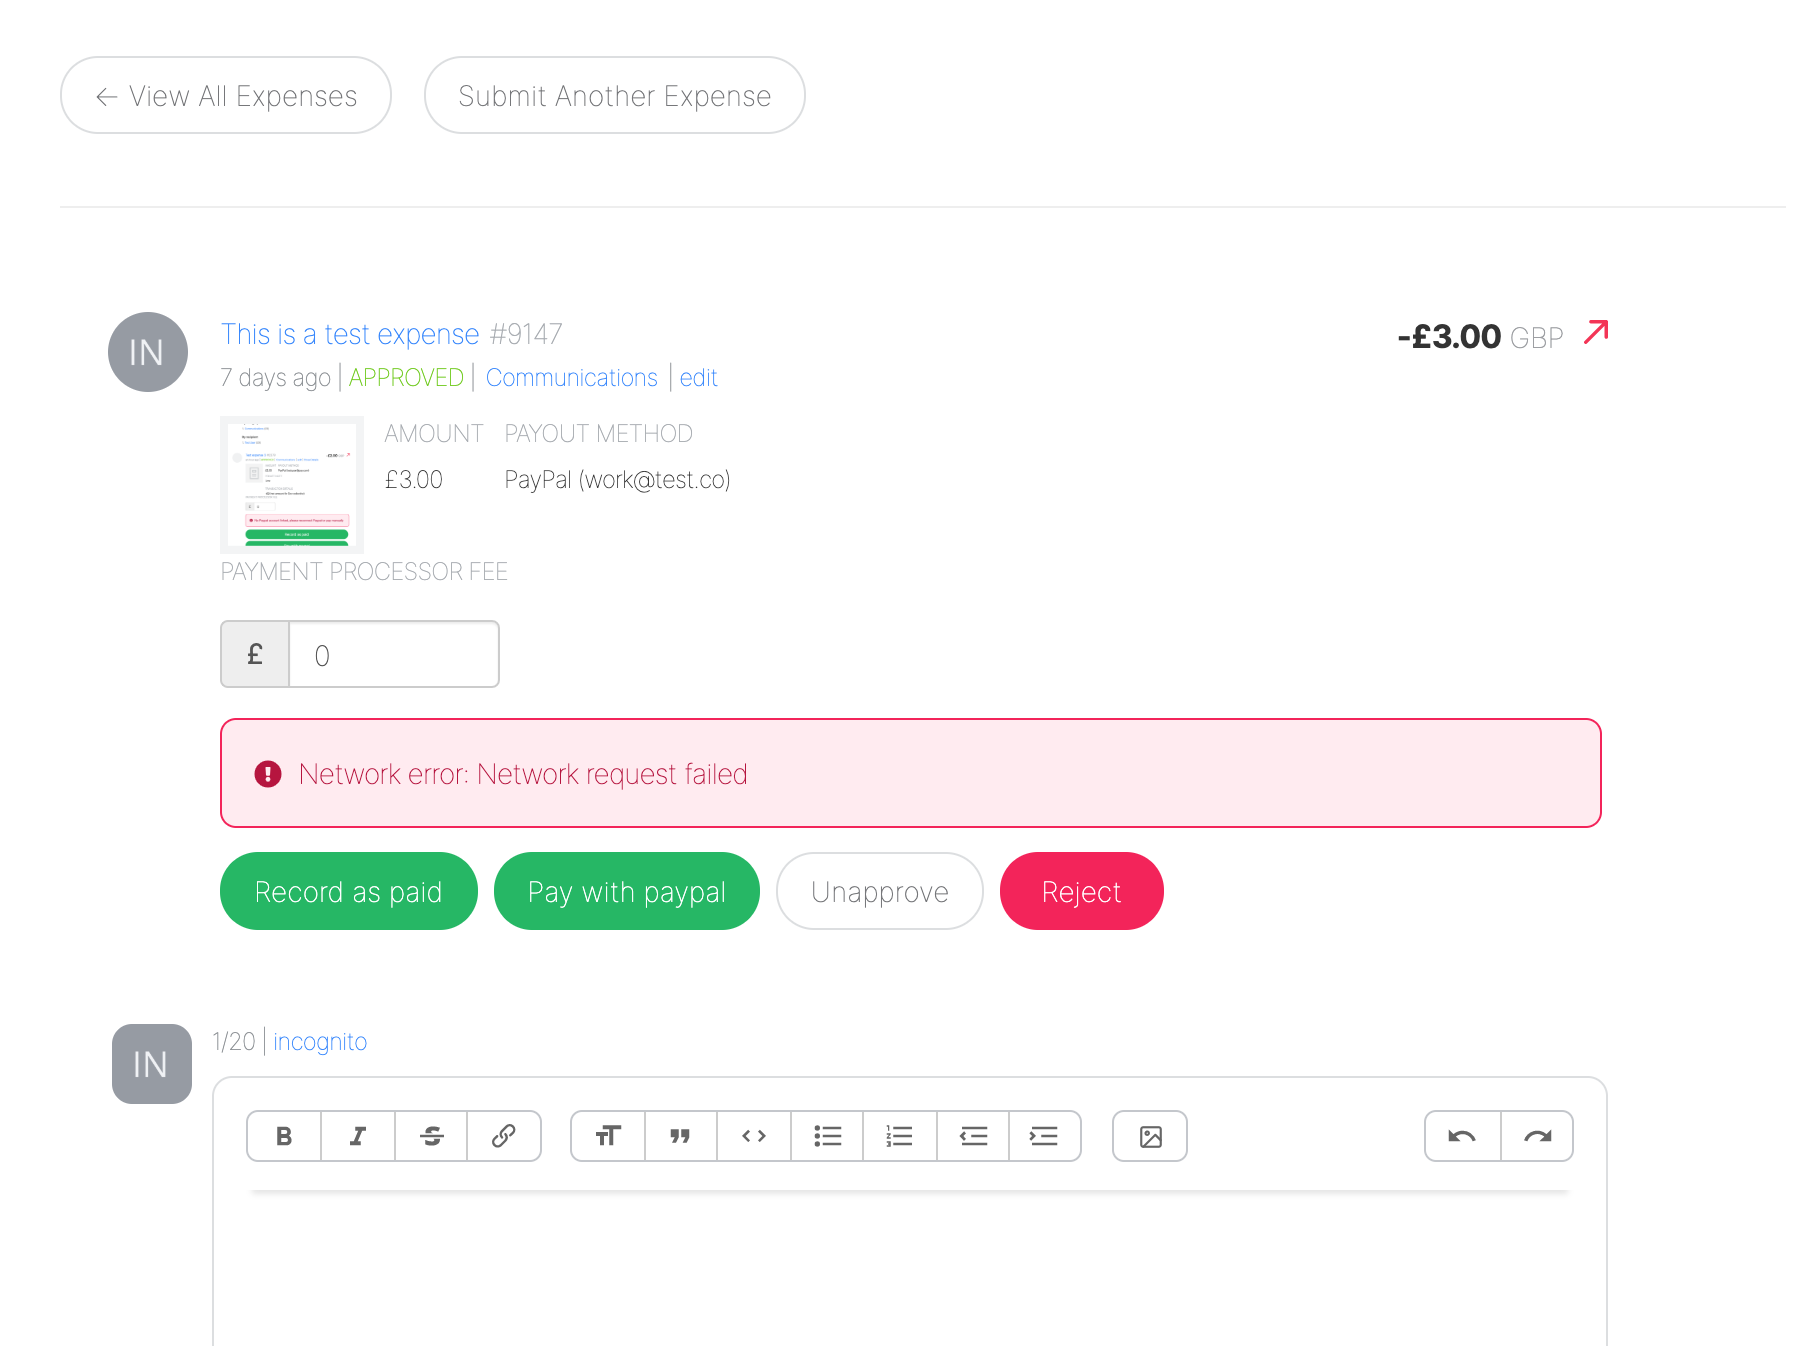 ← View All Expenses
Submit Another Expense
IN
This is a test expense #9147
-£3.00 GBP
7 days ago | APPROVED | Communications | edit
AMOUNT
PAYOUT METHOD
£3.00
PayPal (work@test.co)
PAYMENT PROCESSOR FEE
£
0
Network error: Network request failed
Record as paid
Pay with paypal
Unapprove
Reject
IN
1/20 | incognito